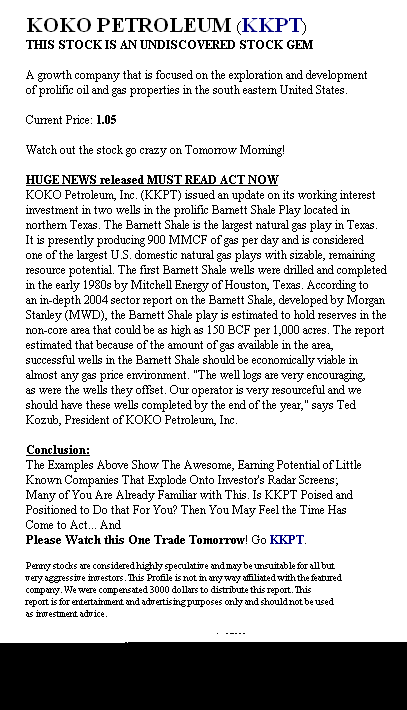 KOKO PETROLEUM (KKPT)
THIS STOCK IS AN UNDISCOVERED STOCK GEM
A growth company that is focused on the exploration and development
of prolific oil and gas properties in the south eastern United States.
Current Price: 1.05
Watch out the stock go crazy on Tomorrow Morning!
HUGE NEWS released MUST READ ACT NOW
KOKO Petroleum, Inc. (KKPT) issued an update on its working interest
investment in two wells in the prolific Barnett Shale Play located in
northern Texas. The Barnett Shale is the largest natural gas play in Texas.
It is presently producing 900 MMCF of gas per day and is considered
one of the largest U.S. domestic natural gas plays with sizable, remaining
resource potential. The first Barnett Shale wells were drilled and completed
in the early 1980s by Mitchell Energy of Houston, Texas. According to
an in-depth 2004 sector report on the Barnett Shale, developed by Morgan
Stanley (MWD), the Barnett Shale play is estimated to hold reserves in the
non-core area that could be as high as 150 BCF per 1,000 acres. The report
estimated that because of the amount of gas available in the area,
successful wells in the Barnett Shale should be economically viable in
almost any gas price environment. "The well logs are very encouraging,
as were the wells they offset. Our operator is very resourceful and we
should have these wells completed by the end of the year," says Ted
Kozub, President of KOKO Petroleum, Inc.
Conclusion:
The Examples Above Show The Awesome, Earning Potential of Little
Known Companies That Explode Onto Investor's Radar Screens;
Many of You Are Already Familiar with This. Is KKPT Poised and
Positioned to Do that For You? Then You May Feel the Time Has
Come to Act... And
Please Watch this One Trade Tomorrow! Go KKPT.
Penny stocks are considered highly speculative and may be unsuitable for all but
very aggressive investors. This Profile is not in any way affiliated with the featured
company. We were compensated 3000 dollars to distribute this report. This
report is for entertainment and advertising purposes only and should not be used
as investment advice.